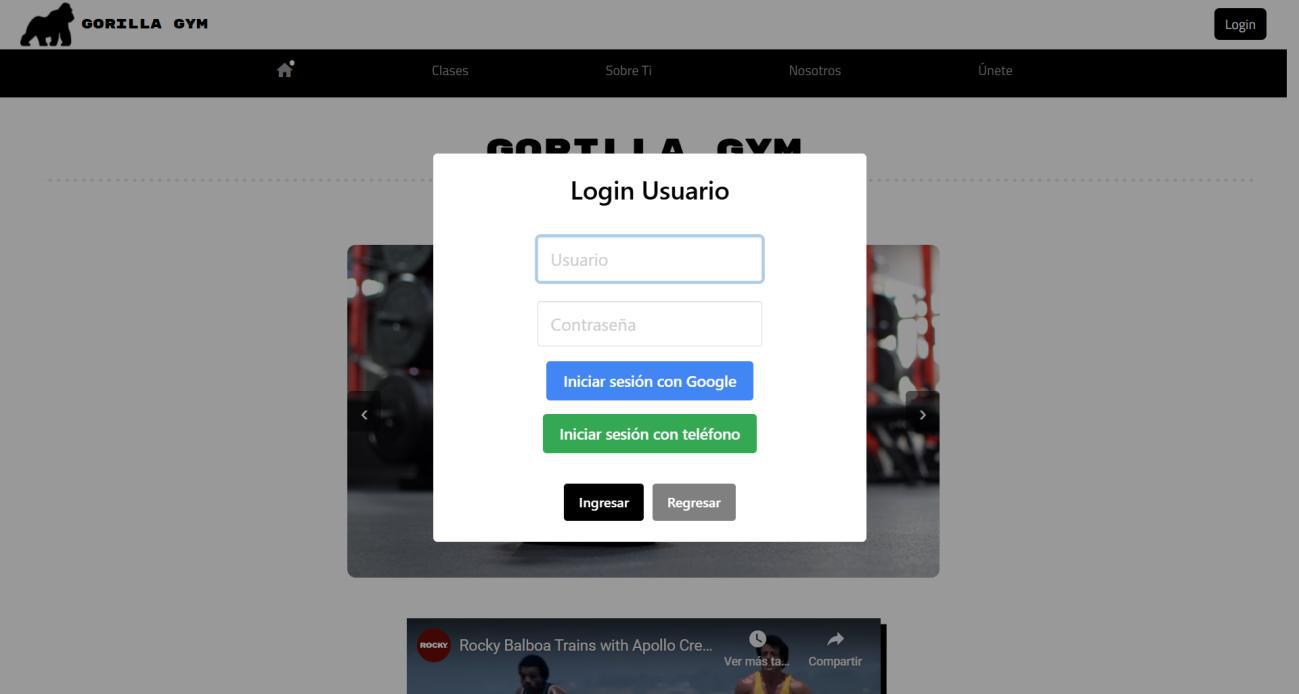 GORILLA GYM
Login
Clases
Sobre Ti
Nosotros
Únete
GORILLA GYM
Login Usuario
Usuario
Contraseña
Iniciar sesión con Google
Iniciar sesión con teléfono
Ingresar
Regresar
ROCKY
Rocky Balboa Trains with Apollo Cre...
Ver más ta...
Compartir